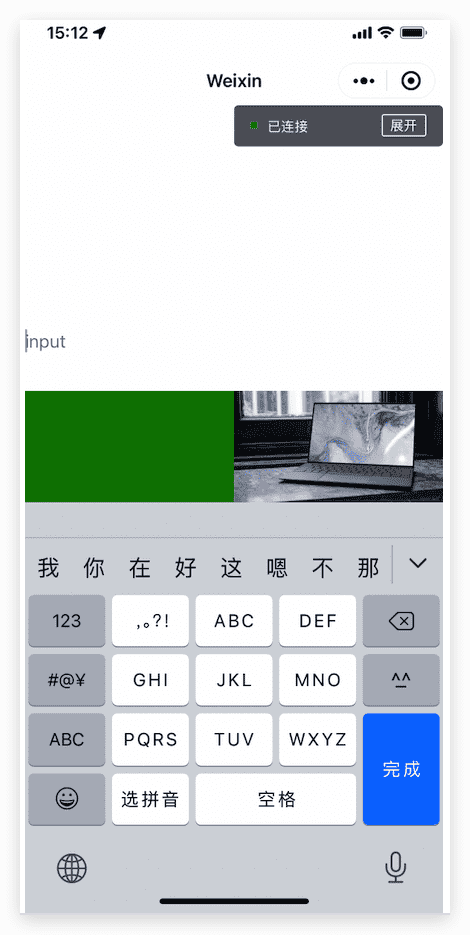 15:12
Weixin
已连接 展开
input
我 你 在 好 这 嗯 不 那
123 ,。?! ABC DEF
#@¥ GHI JKL MNO ^^
ABC PQRS TUV WXYZ 完成
选拼音 空格